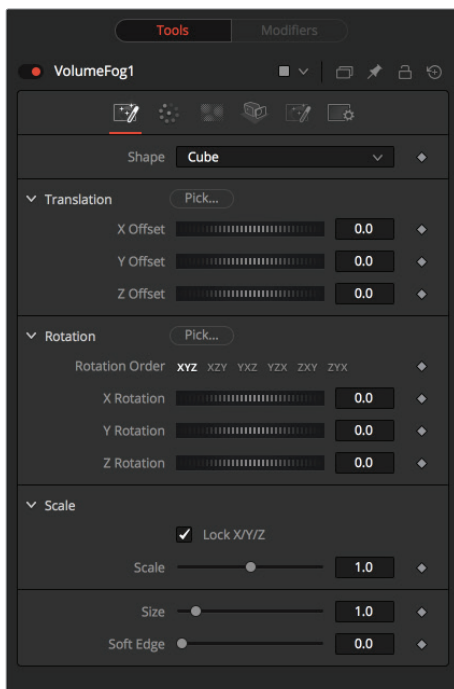 Tools Modifiers
VolumeFog1
Shape Cube
Translation Pick...
X Offset 0.0
Y Offset 0.0
Z Offset 0.0
Rotation Pick...
Rotation Order XYZ XZY YXZ YZX ZXY ZYX
X Rotation 0.0
Y Rotation 0.0
Z Rotation 0.0
Scale
Lock X/Y/Z
Scale 1.0
Size 1.0
Soft Edge 0.0